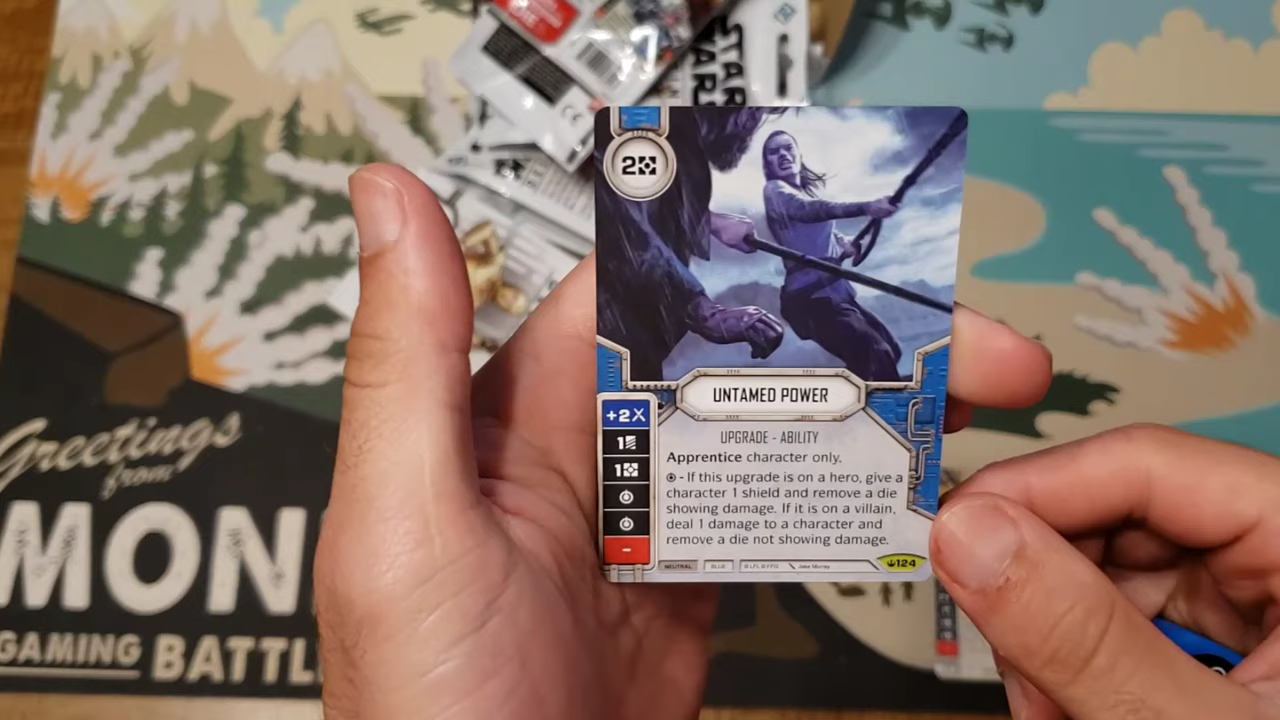 STAR
WARS
2
UNTAMED POWER
+2
1
1
-
UPGRADE - ABILITY
Apprentice character only.
- If this upgrade is on a hero, give a
character 1 shield and remove a die
showing damage. If it is on a villain,
deal 1 damage to a character and
remove a die not showing damage.
NEUTRAL BLUE © LFL © FFG Jake Murray 124
Greetings
from
MON
GAMING BATTL